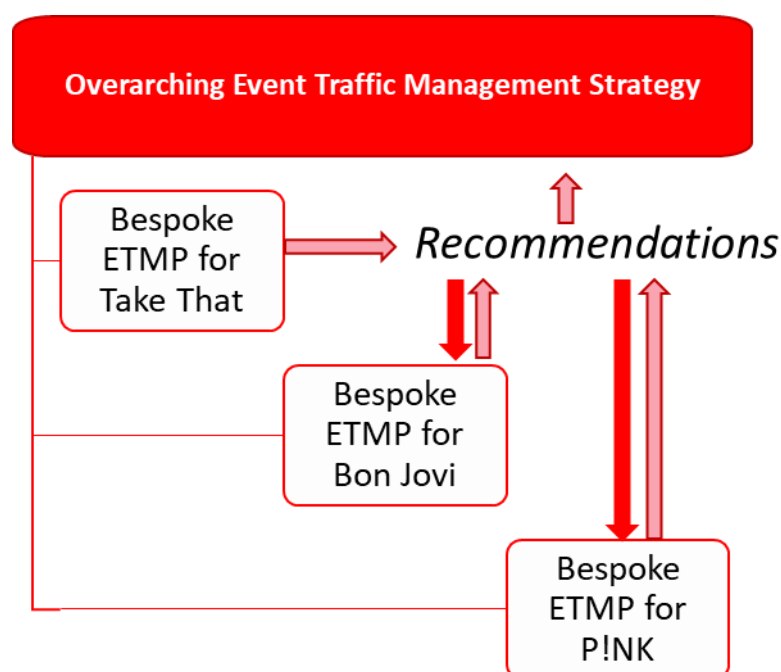 Overarching Event Traffic Management Strategy
Bespoke
ETMP for
Take That
Recommendations
Bespoke
ETMP for
Bon Jovi
Bespoke
ETMP for
P!NK